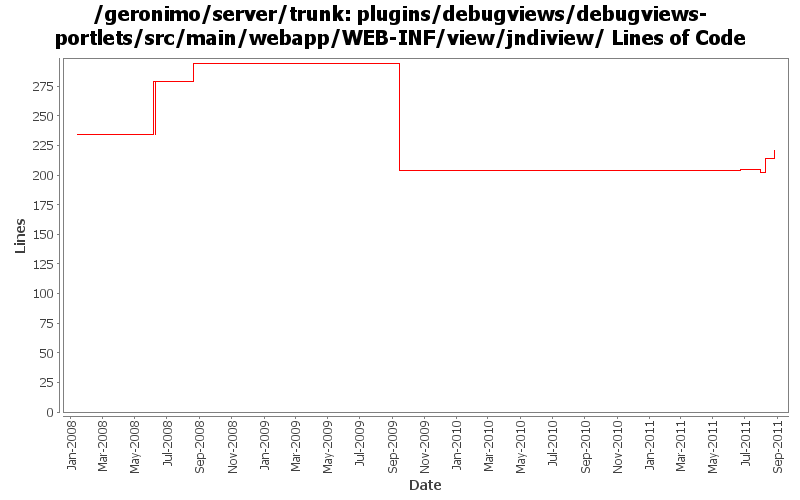 /geronimo/server/trunk: plugins/debugviews/debugviews-
portlets/src/main/webapp/WEB-INF/view/jndiview/ Lines of Code
275
250
225
200
175
150
125
100
75
50
25
0
Lines
Jan-2008
Mar-2008
May-2008
Jul-2008
Sep-2008
Nov-2008
Jan-2009
Mar-2009
May-2009
Jul-2009
Sep-2009
Nov-2009
Jan-2010
Mar-2010
May-2010
Jul-2010
Sep-2010
Nov-2010
Jan-2011
Mar-2011
May-2011
Jul-2011
Sep-2011
Date